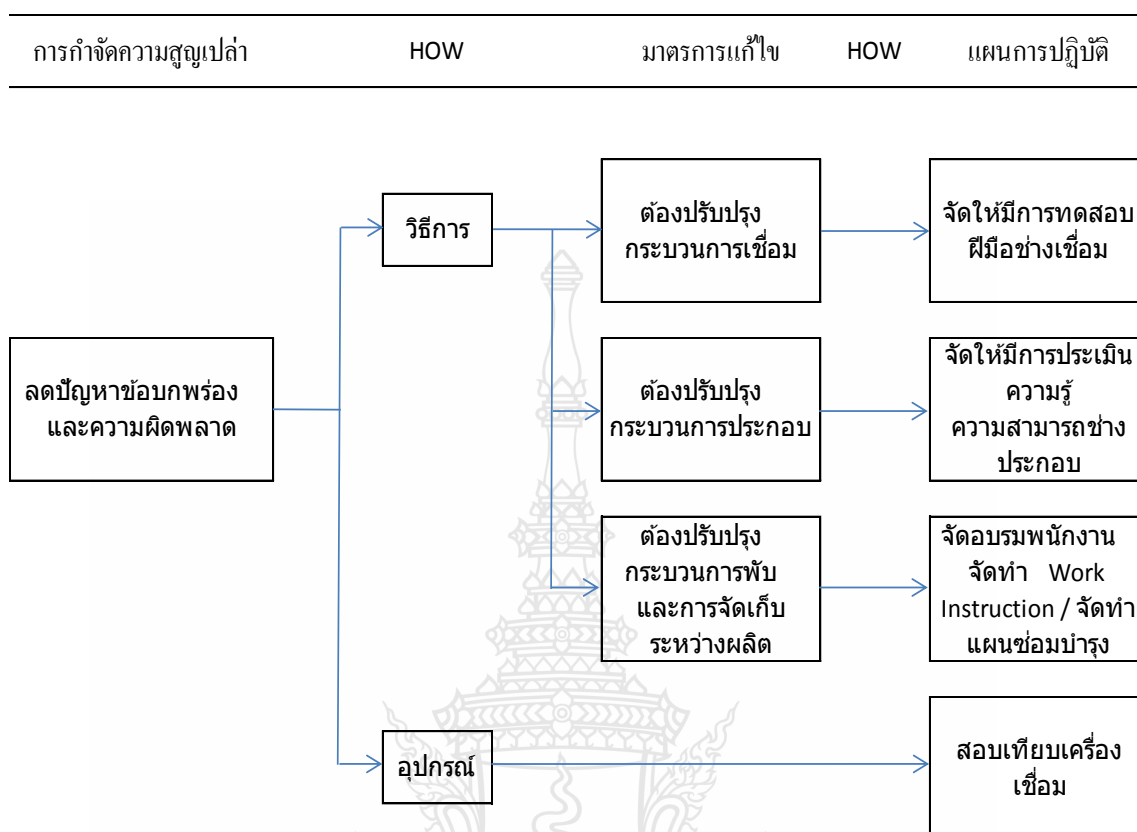 การกำจัดความสูญเปล่า HOW มาตรการแก้ไข HOW แผนการปฏิบัติ
วิธีการ
ต้องปรับปรุง
กระบวนการเชื่อม
จัดให้มีการทดสอบ
ฝีมือช่างเชื่อม
ลดปัญหาข้อบกพร่อง
และความผิดพลาด
ต้องปรับปรุง
กระบวนการประกอบ
จัดให้มีการประเมิน
ความรู้
ความสามารถช่าง
ประกอบ
ต้องปรับปรุง
กระบวนการพับ
และการจัดเก็บ
ระหว่างผลิต
จัดอบรมพนักงาน
จัดทำ Work
Instruction / จัดทำ
แผนซ่อมบำรุง
อุปกรณ์
สอบเทียบเครื่อง
เชื่อม